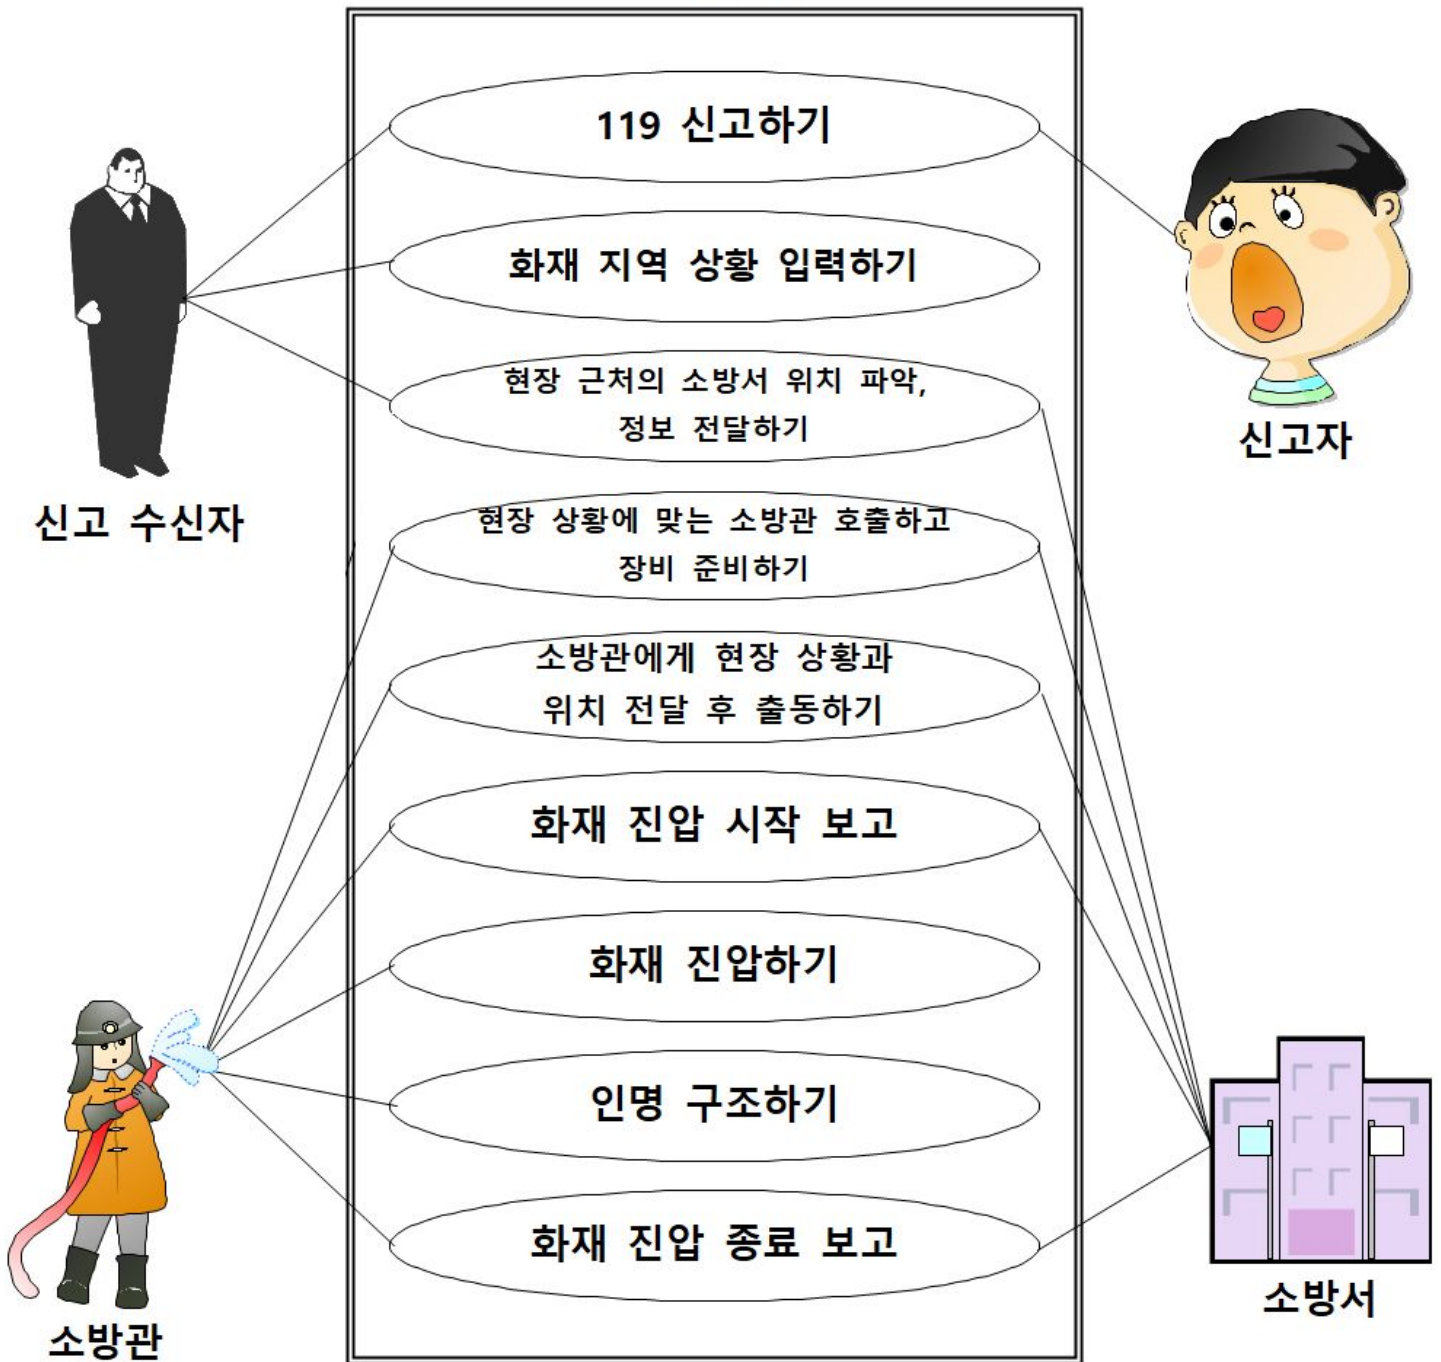 119 신고하기
화재 지역 상황 입력하기
현장 근처의 소방서 위치 파악,
정보 전달하기
신고자
신고 수신자
현장 상황에 맞는 소방관 호출하고
장비 준비하기
소방관에게 현장 상황과
위치 전달 후 출동하기
화재 진압 시작 보고
화재 진압하기
인명 구조하기
화재 진압 종료 보고
소방서
소방관